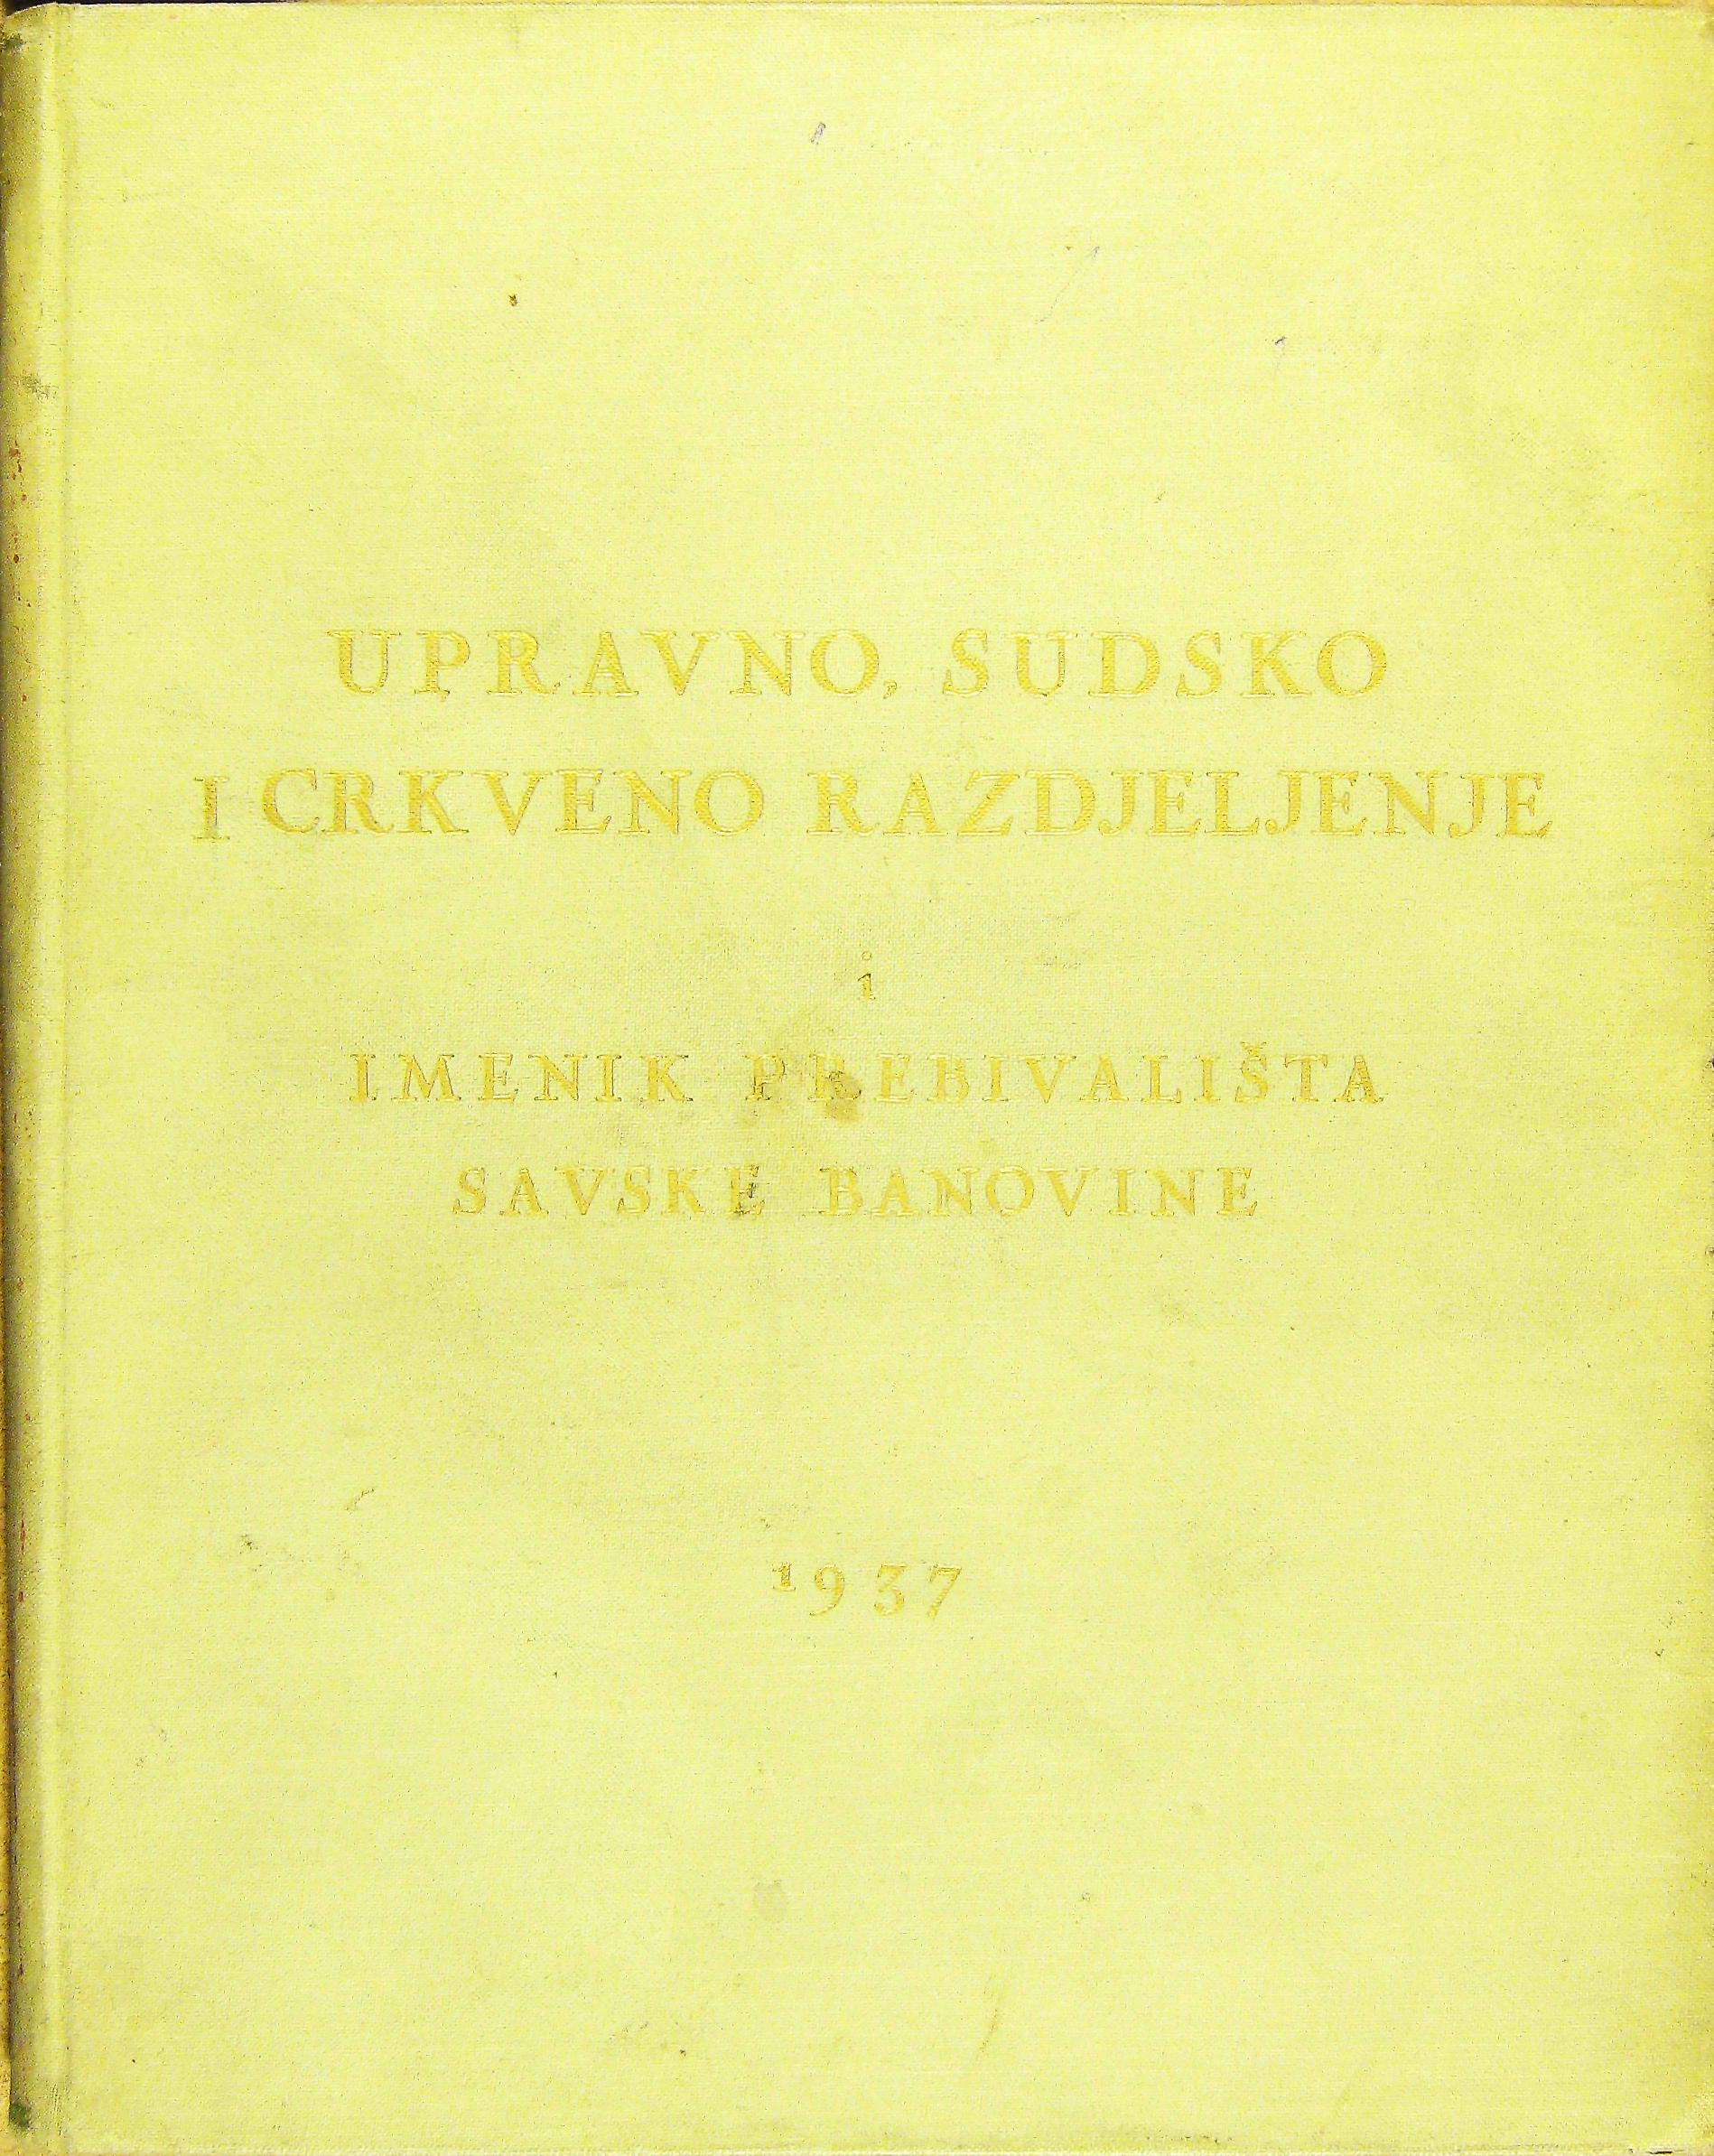 UPRAVNO, SUDSKO
I CRKVENO RAZDJELJENJE
i
IMENIK PREBIVALIŠTA
SAVSKE BANOVINE
1937